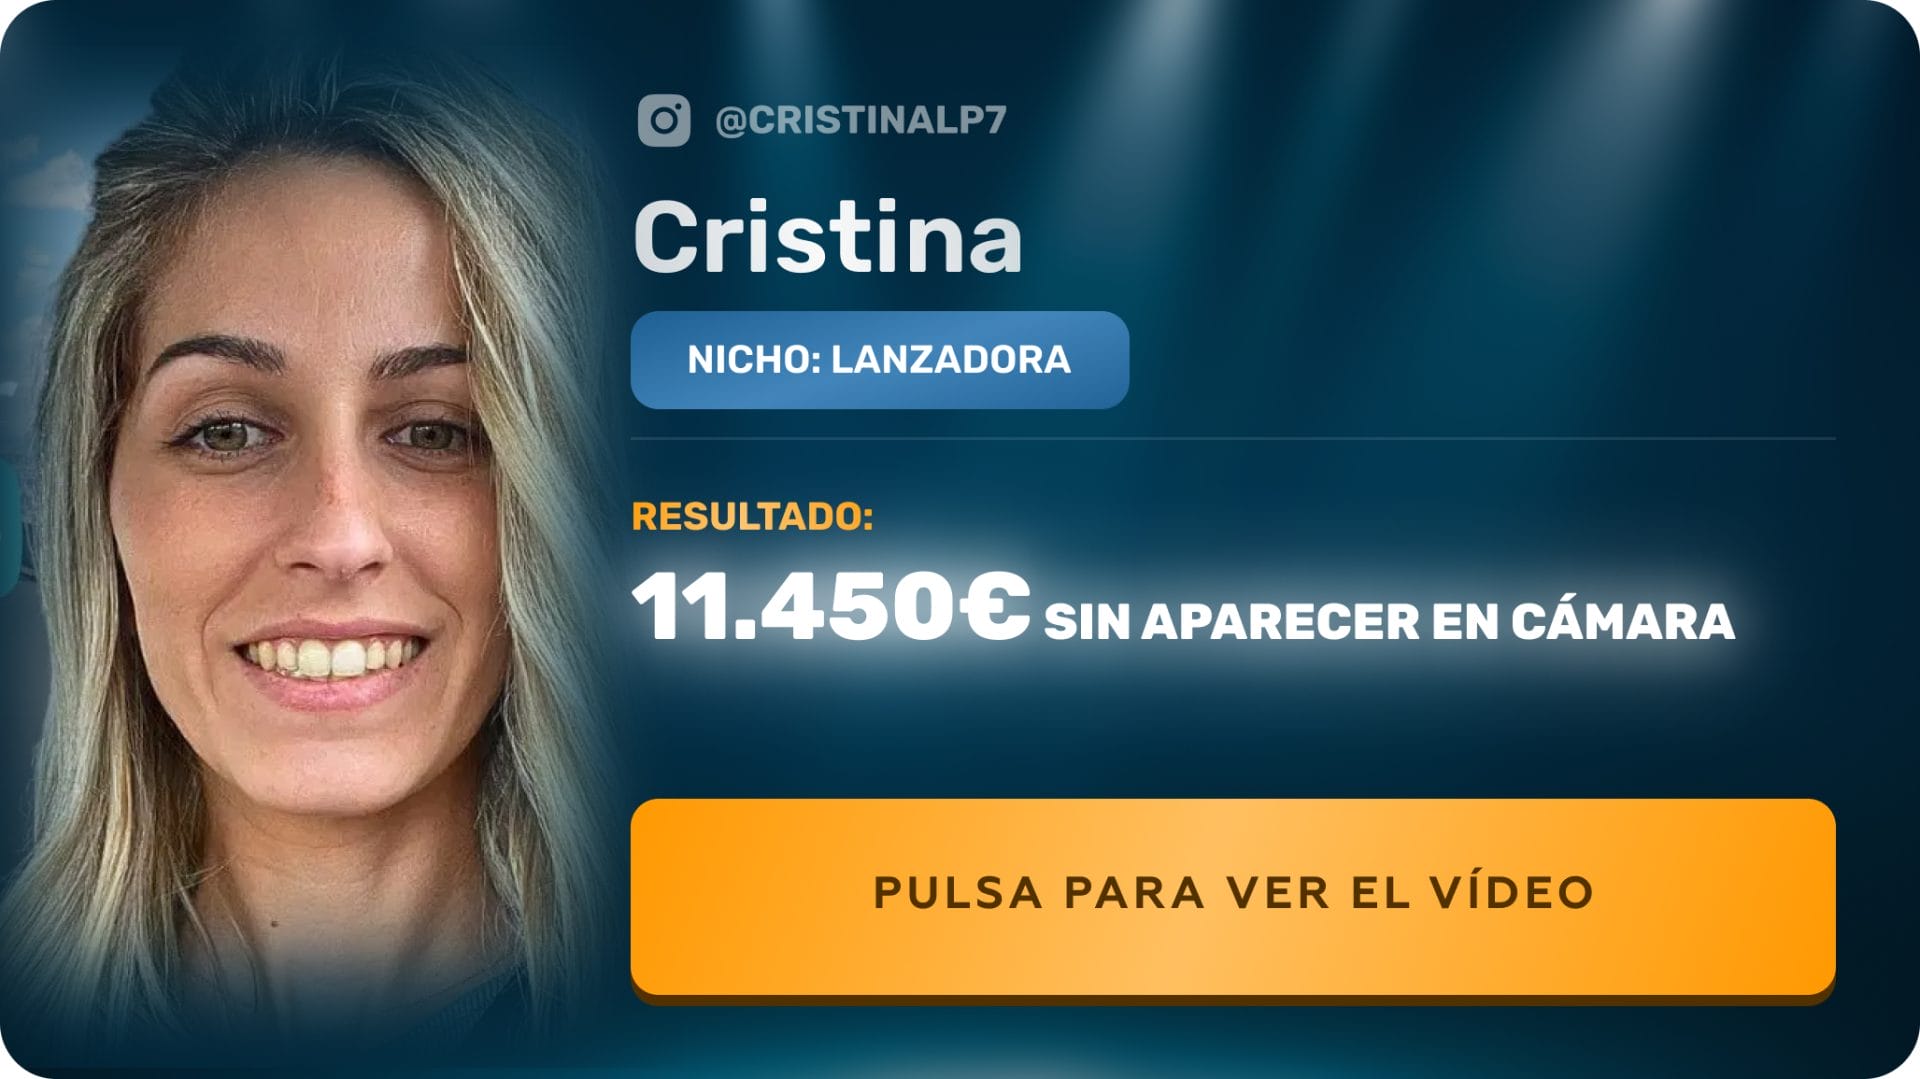 @CRISTINALP7
Cristina
NICHO: LANZADORA
RESULTADO:
11.450€ SIN APARECER EN CÁMARA
PULSA PARA VER EL VÍDEO